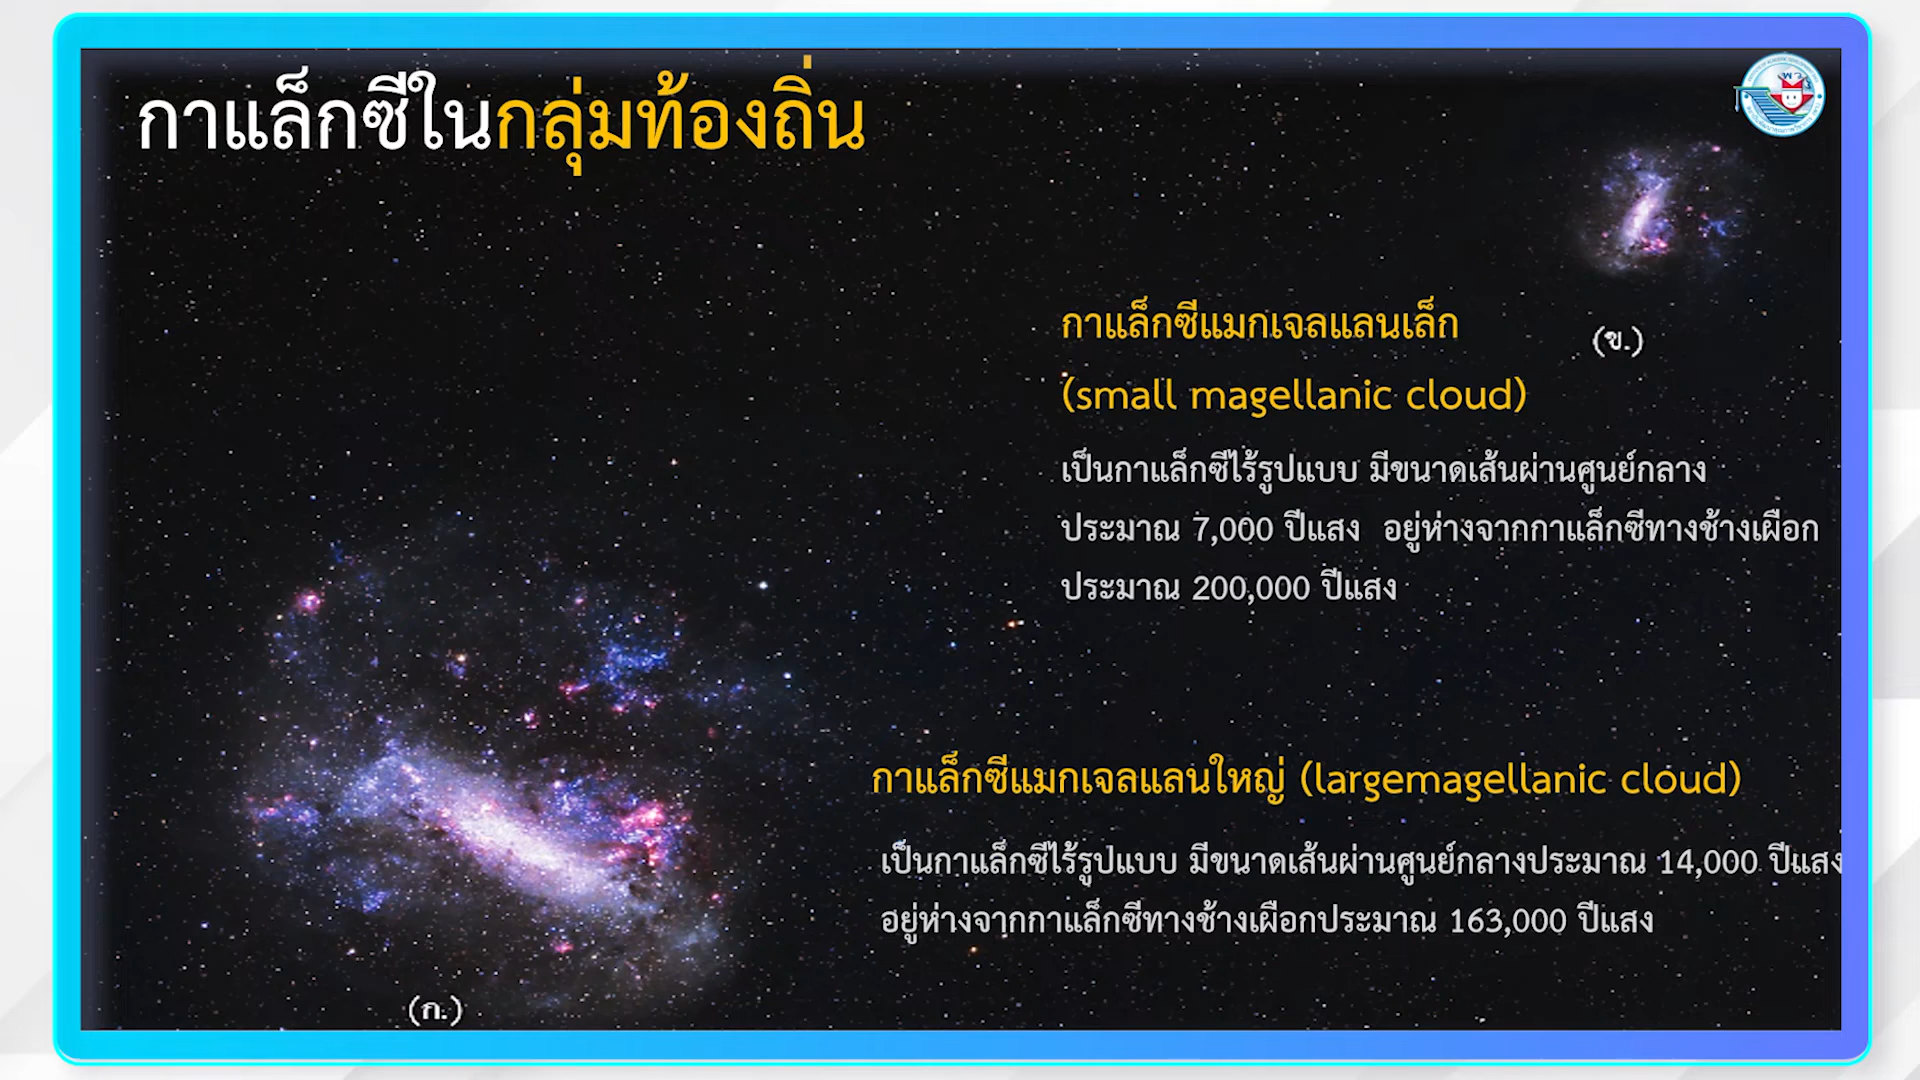 กาแล็กซีในกลุ่มท้องถิ่น
(ข.)
กาแล็กซีแมกเจลแลนเล็ก
(small magellanic cloud)
เป็นกาแล็กซีไร้รูปแบบ มีขนาดเส้นผ่านศูนย์กลาง
ประมาณ 7,000 ปีแสง อยู่ห่างจากกาแล็กซีทางช้างเผือก
ประมาณ 200,000 ปีแสง
กาแล็กซีแมกเจลแลนใหญ่ (largemagellanic cloud)
เป็นกาแล็กซีไร้รูปแบบ มีขนาดเส้นผ่านศูนย์กลางประมาณ 14,000 ปีแสง
อยู่ห่างจากกาแล็กซีทางช้างเผือกประมาณ 163,000 ปีแสง
(ก.)